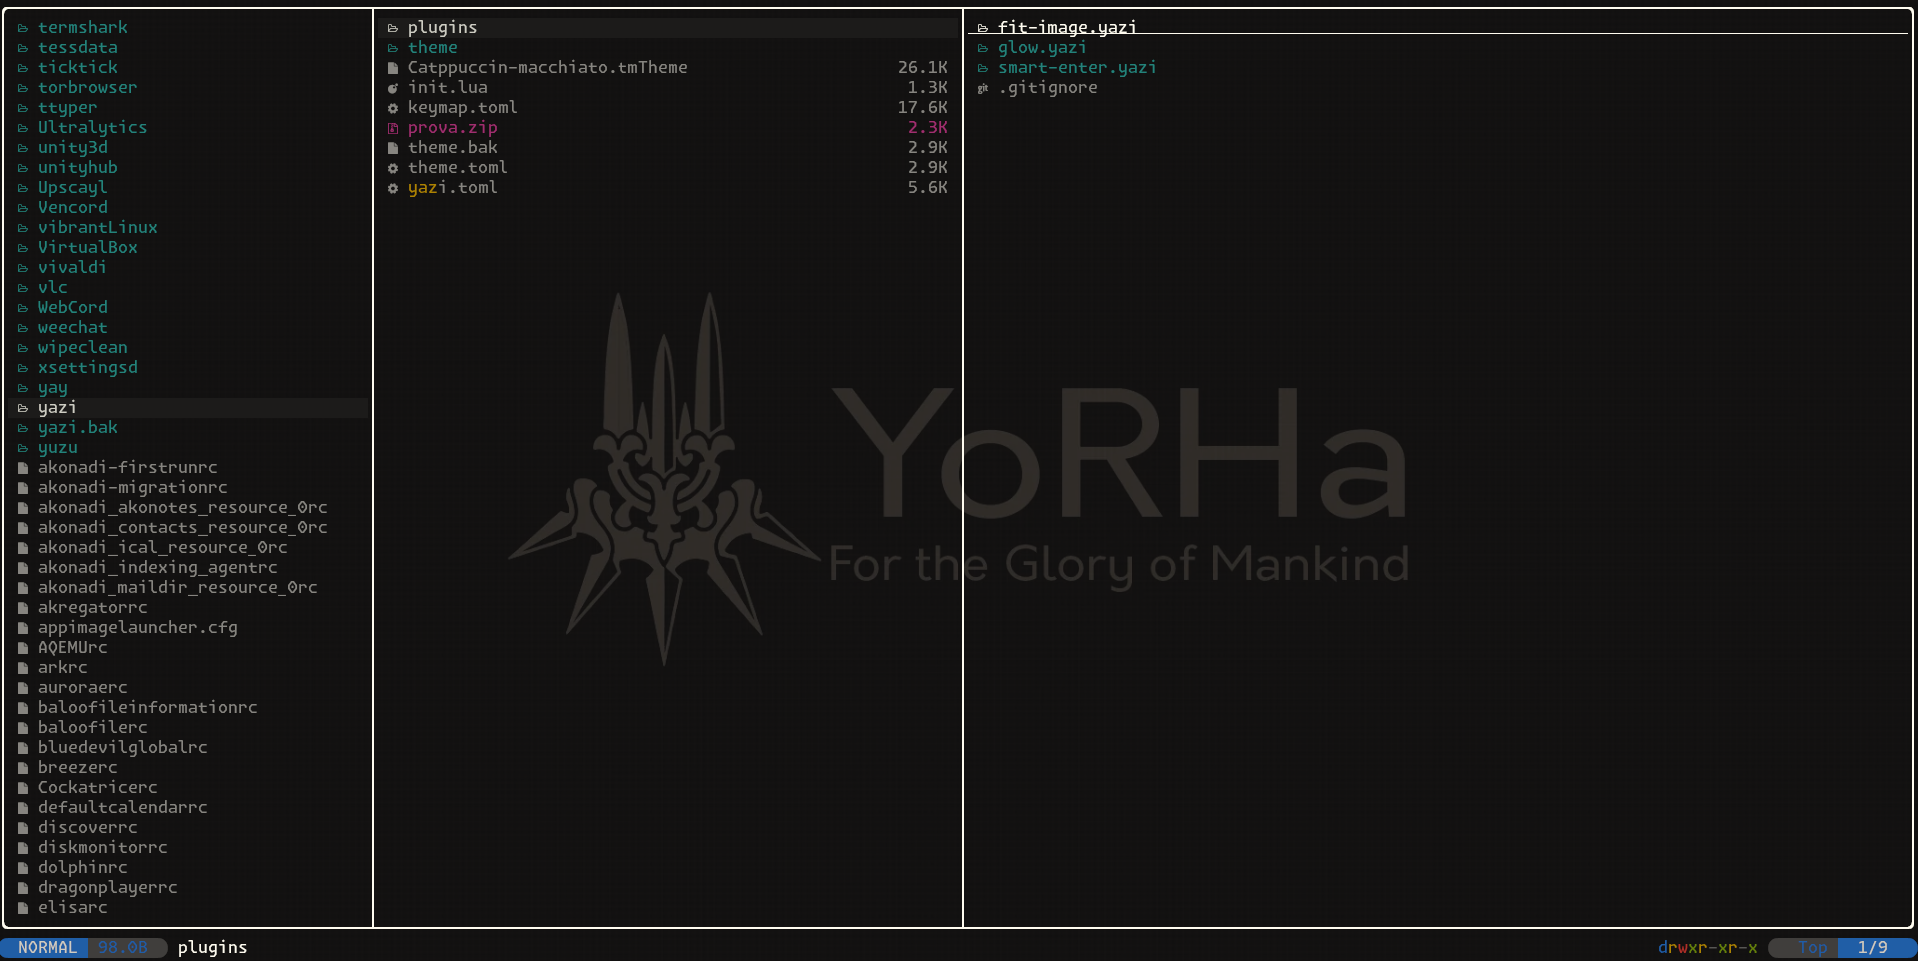 termshark
tessdata
ticktick
torbrowser
ttyper
Ultralytics
unity3d
unityhub
Upscayl
Vencord
vibrantLinux
VirtualBox
vivaldi
vlc
WebCord
weechat
wipeclean
xsettingsd
yay
yazi
yazi.bak
yuzu
akonadi-firstrunrc
akonadi-migrationrc
akonadi_akonotes_resource_0rc
akonadi_contacts_resource_0rc
akonadi_ical_resource_0rc
akonadi_indexing_agentrc
akonadi_maildir_resource_0rc
akregatorrc
appimagelauncher.cfg
AQEMUrc
arkrc
auroraerc
baloofileinformationrc
baloofilerc
bluedevilglobalrc
breezerc
Cockatricerc
defaultcalendarrc
discoverrc
diskmonitorrc
dolphinrc
dragonplayerrc
elisarc
plugins
theme
Catppuccin-macchiato.tmTheme 26.1K
init.lua 1.3K
keymap.toml 17.6K
prova.zip 2.3K
theme.bak 2.9K
theme.toml 2.9K
yazi.toml 5.6K
fit-image.yazi
glow.yazi
smart-enter.yazi
.gitignore
YoRHa
For the Glory of Mankind
NORMAL 98.0B plugins drwxr-xr-x Top 1/9